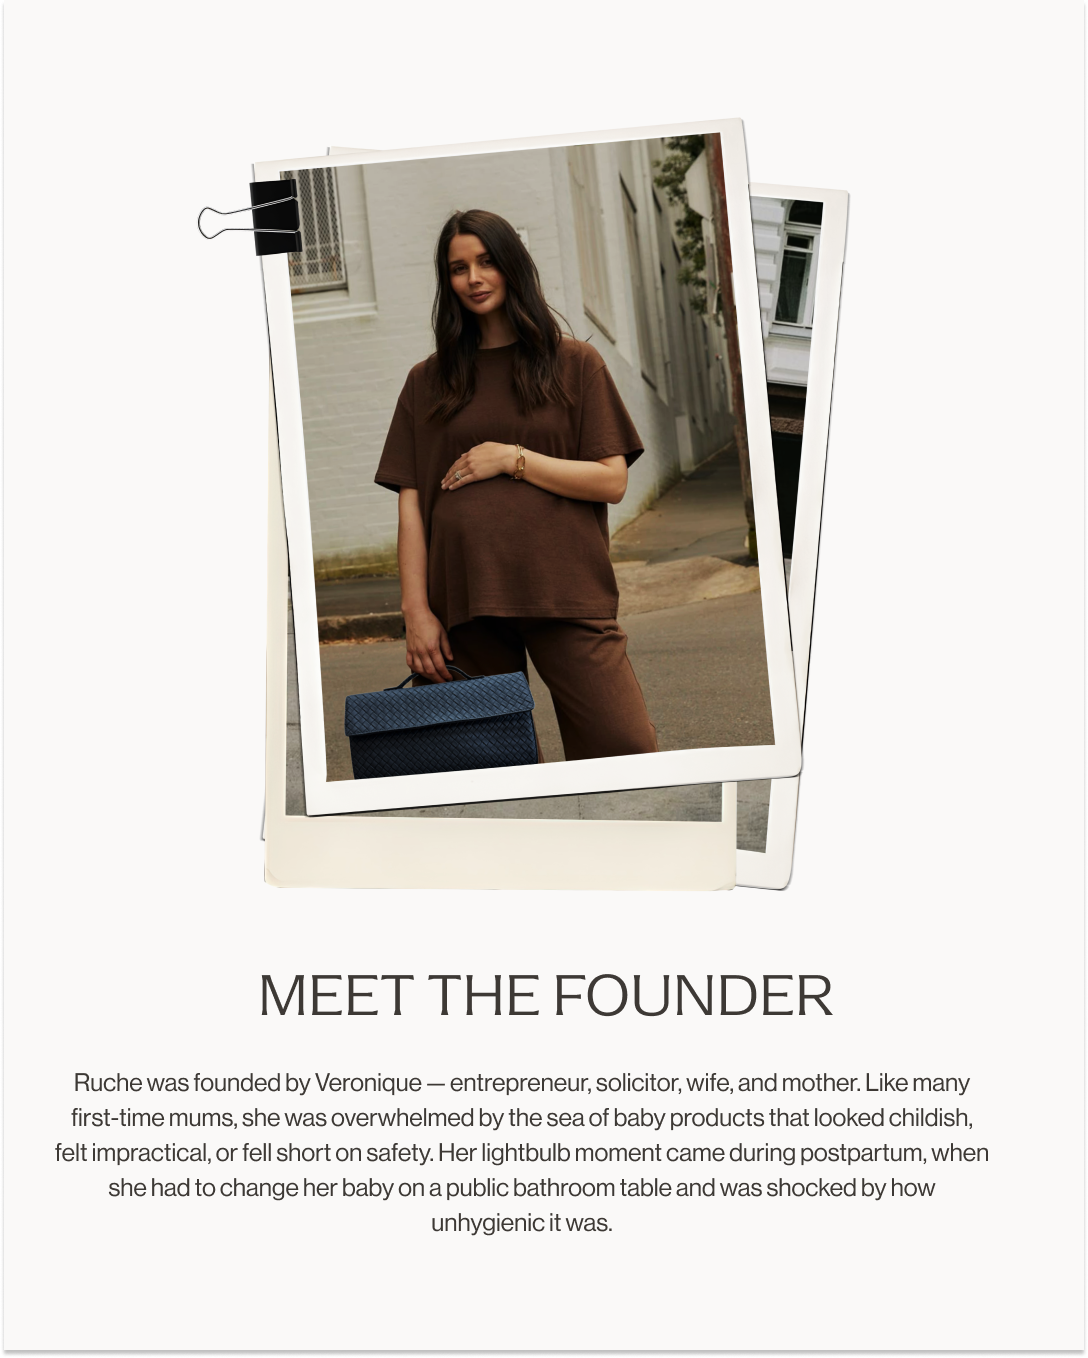 MEET THE FOUNDER
Ruche was founded by Veronique — entrepreneur, solicitor, wife, and mother. Like many
first-time mums, she was overwhelmed by the sea of baby products that looked childish,
felt impractical, or fell short on safety. Her lightbulb moment came during postpartum, when
she had to change her baby on a public bathroom table and was shocked by how
unhygienic it was.